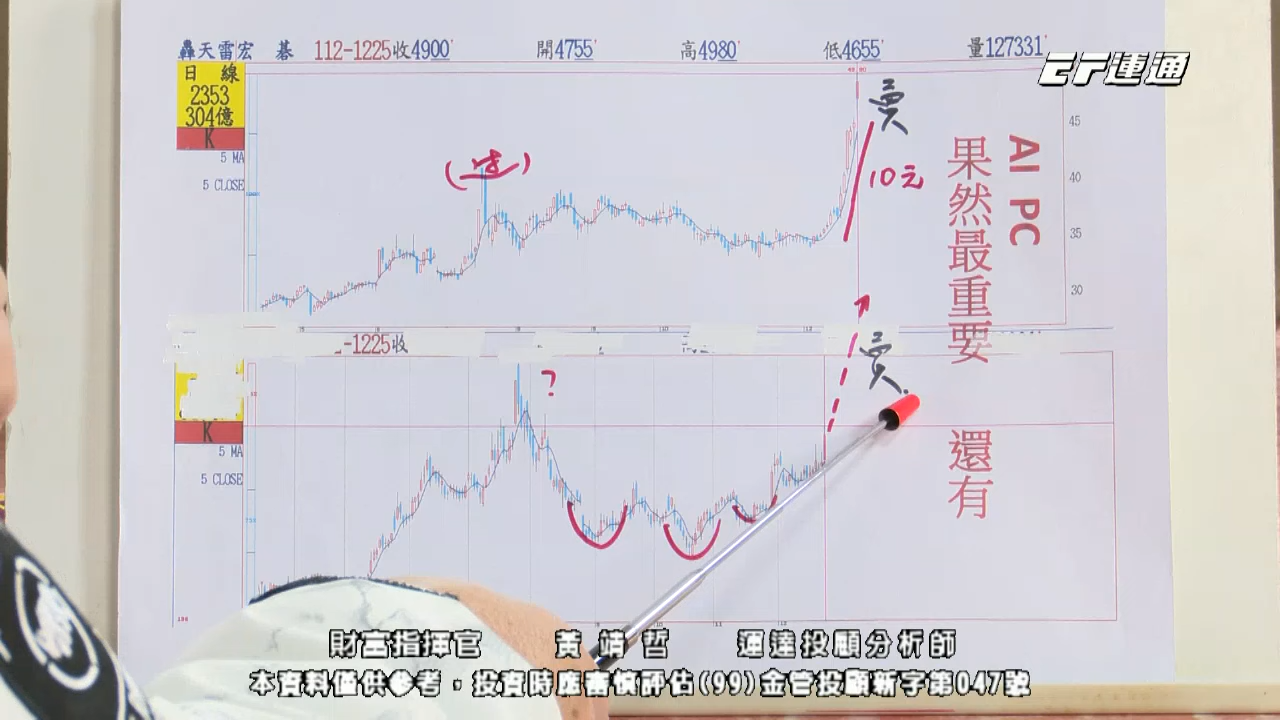 轟天雷宏 碁 112-1225收4900 開4755 高4980 低4655 量127331
EF運通
日 線
2353
304億
K
5 MA
5 CLOSE
45
40
35
30
賣
10元
AI PC
果然最重要 還有
-1225收
K
5 MA
5 CLOSE
?
賣
財富指揮官 黃靖哲 運達投顧分析師
本資料僅供參考，投資時應審慎評估(99)金管投顧新字第047號